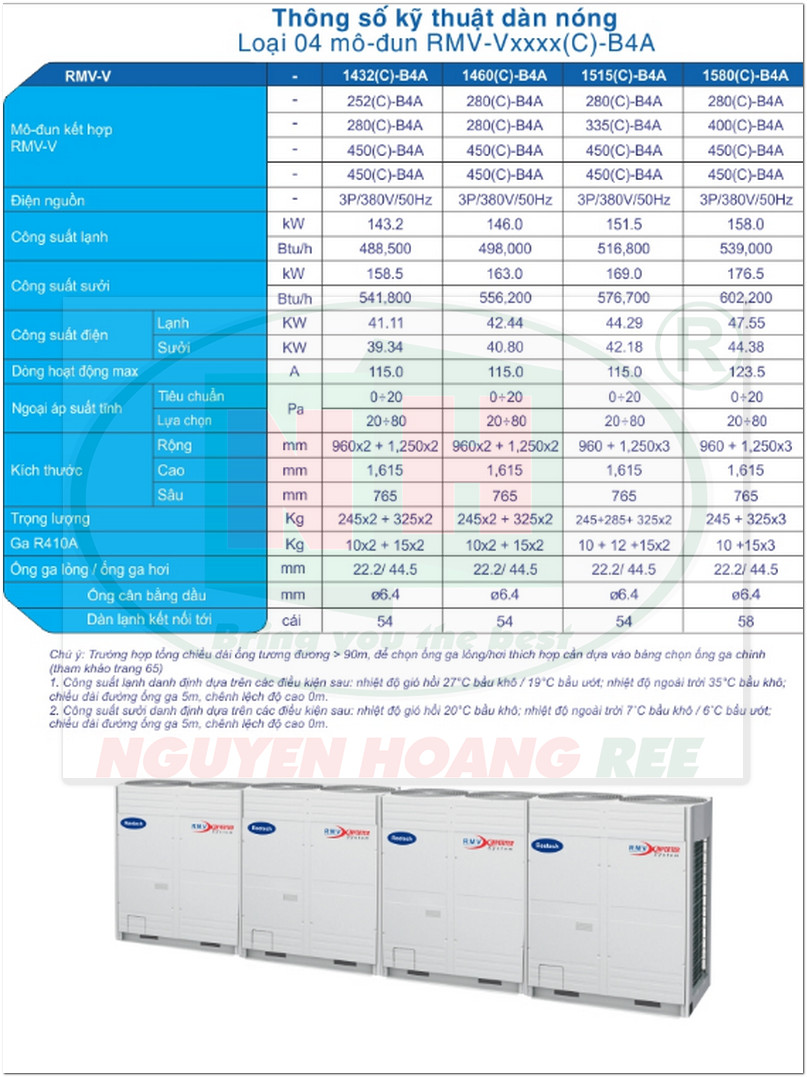 Thông số kỹ thuật dàn nóng
Loại 04 mô-đun RMV-Vxxxx(C)-B4A
RMV-V - 1432(C)-B4A 1460(C)-B4A 1515(C)-B4A 1580(C)-B4A
Mô-đun kết hợp
RMV-V
- 252(C)-B4A 280(C)-B4A 280(C)-B4A 280(C)-B4A
- 280(C)-B4A 280(C)-B4A 335(C)-B4A 400(C)-B4A
- 450(C)-B4A 450(C)-B4A 450(C)-B4A 450(C)-B4A
- 450(C)-B4A 450(C)-B4A 450(C)-B4A 450(C)-B4A
Điện nguồn - 3P/380V/50Hz 3P/380V/50Hz 3P/380V/50Hz 3P/380V/50Hz
Công suất lạnh
kW 143.2 146.0 151.5 158.0
Btu/h 488,500 498,000 516,800 539,000
Công suất sưởi
kW 158.5 163.0 169.0 176.5
Btu/h 541,800 556,200 576,700 602,200
Công suất điện
Lạnh KW 41.11 42.44 44.29 47.55
Sưởi KW 39.34 40.80 42.18 44.38
Dòng hoạt động max A 115.0 115.0 115.0 123.5
Ngoại áp suất tĩnh
Pa
Tiêu chuẩn 0÷20 0÷20 0÷20 0÷20
Lựa chọn 20÷80 20÷80 20÷80 20÷80
Kích thước
Rộng mm 960x2 + 1,250x2 960x2 + 1,250x2 960 + 1,250x3 960 + 1,250x3
Cao mm 1,615 1,615 1,615 1,615
Sâu mm 765 765 765 765
Trọng lượng Kg 245x2 + 325x2 245x2 + 325x2 245+285+ 325x2 245 + 325x3
Ga R410A Kg 10x2 + 15x2 10x2 + 15x2 10 + 12 +15x2 10 +15x3
Ống ga lỏng / ống ga hơi mm 22.2/ 44.5 22.2/ 44.5 22.2/ 44.5 22.2/ 44.5
Ống cân bằng dầu mm ø6.4 ø6.4 ø6.4 ø6.4
Dàn lạnh kết nối tới cái 54 54 54 58
Chú ý: Trường hợp tổng chiều dài ống tương đương > 90m, để chọn ống ga lỏng/hơi thích hợp cần dựa vào bảng chọn ống ga chính
(tham khảo trang 65)
1. Công suất lạnh danh định dựa trên các điều kiện sau: nhiệt độ gió hồi 27°C bầu khô / 19°C bầu ướt; nhiệt độ ngoài trời 35°C bầu khô;
chiều dài đường ống ga 5m, chênh lệch độ cao 0m.
2. Công suất sưởi danh định dựa trên các điều kiện sau: nhiệt độ gió hồi 20°C bầu khô; nhiệt độ ngoài trời 7°C bầu khô / 6°C bầu ướt;
chiều dài đường ống ga 5m, chênh lệch độ cao 0m.
NH
®
Bring you the best
NGUYEN HOANG REE
Reetech RMV INVERTER System
Reetech RMV INVERTER System
Reetech RMV INVERTER System
Reetech RMV INVERTER System